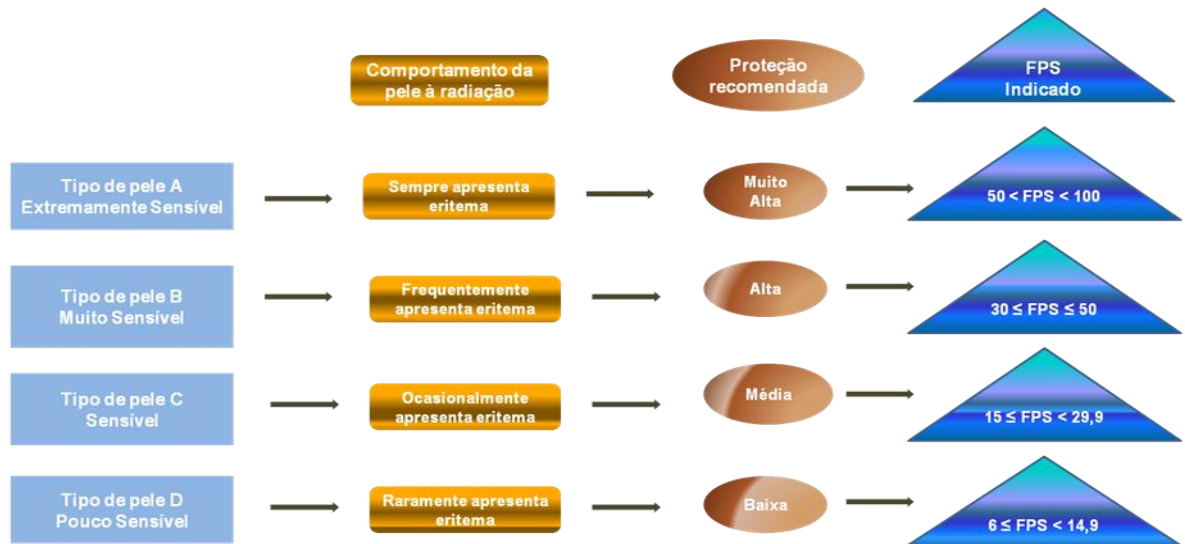 Comportamento da
pele à radiação
Proteção
recomendada
FPS
Indicado
Tipo de pele A
Extremamente Sensível
Sempre apresenta
eritema
Muito
Alta
50 < FPS < 100
Tipo de pele B
Muito Sensível
Frequentemente
apresenta eritema
Alta
30 ≤ FPS ≤ 50
Tipo de pele C
Sensível
Ocasionalmente
apresenta eritema
Média
15 ≤ FPS < 29,9
Tipo de pele D
Pouco Sensível
Raramente apresenta
eritema
Baixa
6 ≤ FPS < 14,9